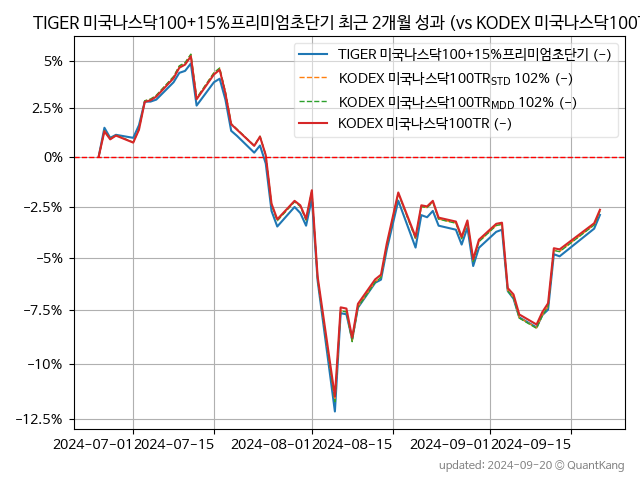 TIGER 미국나스닥100+15%프리미엄초단기 최근 2개월 성과 (vs KODEX 미국나스닥100T
TIGER 미국나스닥100+15%프리미엄초단기 (−)
KODEX 미국나스닥100TR_STD 102% (−)
KODEX 미국나스닥100TR_MDD 102% (−)
KODEX 미국나스닥100TR (−)
5%
2.5%
0%
−2.5%
−5%
−7.5%
−10%
−12.5%
2024-07-01 2024-07-15 2024-08-01 2024-08-15 2024-09-01 2024-09-15
updated: 2024-09-20 © QuantKang